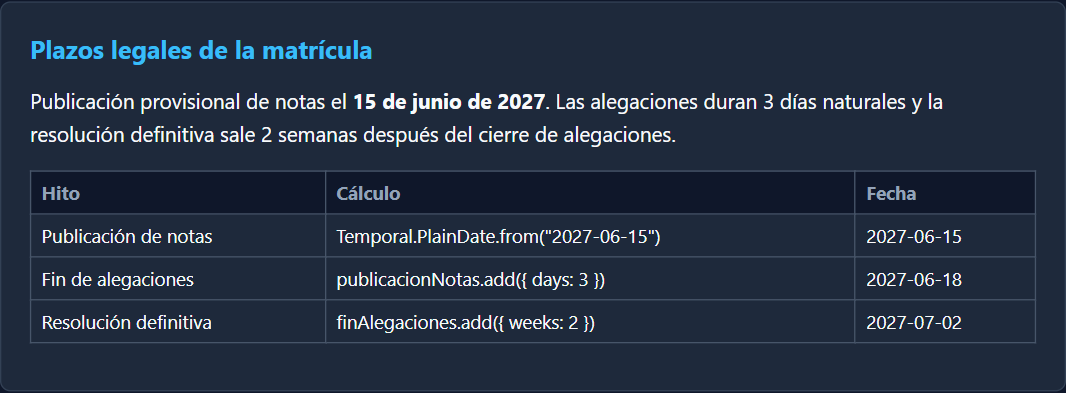 Plazos legales de la matrícula
Publicación provisional de notas el 15 de junio de 2027. Las alegaciones duran 3 días naturales y la
resolución definitiva sale 2 semanas después del cierre de alegaciones.
Hito Cálculo Fecha
Publicación de notas Temporal.PlainDate.from("2027-06-15") 2027-06-15
Fin de alegaciones publicacionNotas.add({ days: 3 }) 2027-06-18
Resolución definitiva finAlegaciones.add({ weeks: 2 }) 2027-07-02